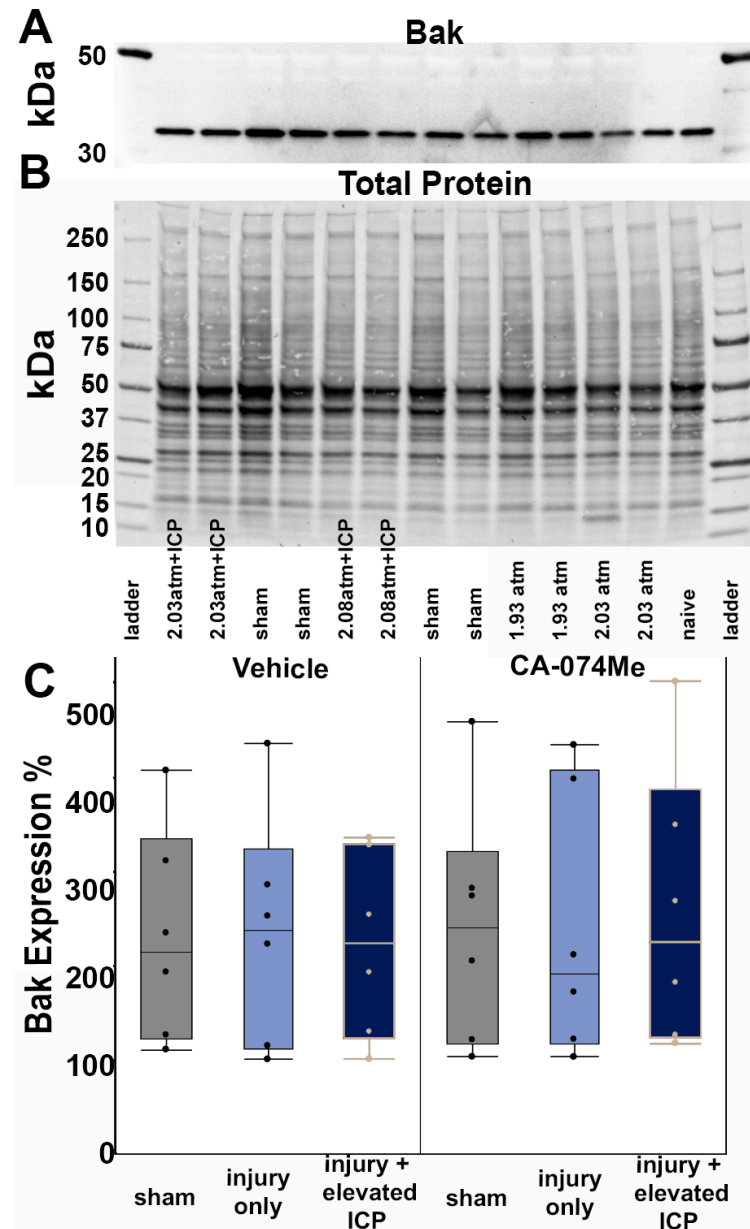 A
Bak
50
kDa
30
B
Total Protein
250
150
100
75
kDa
50
37
25
20
15
10
ladder
2.03atm+ICP
2.03atm+ICP
sham
sham
2.08atm+ICP
2.08atm+ICP
sham
sham
1.93 atm
1.93 atm
2.03 atm
2.03 atm
naive
ladder
C
Vehicle
CA-074Me
Bak Expression %
500
400
300
200
100
0
sham
injury
only
injury +
elevated
ICP
sham
injury
only
injury +
elevated
ICP